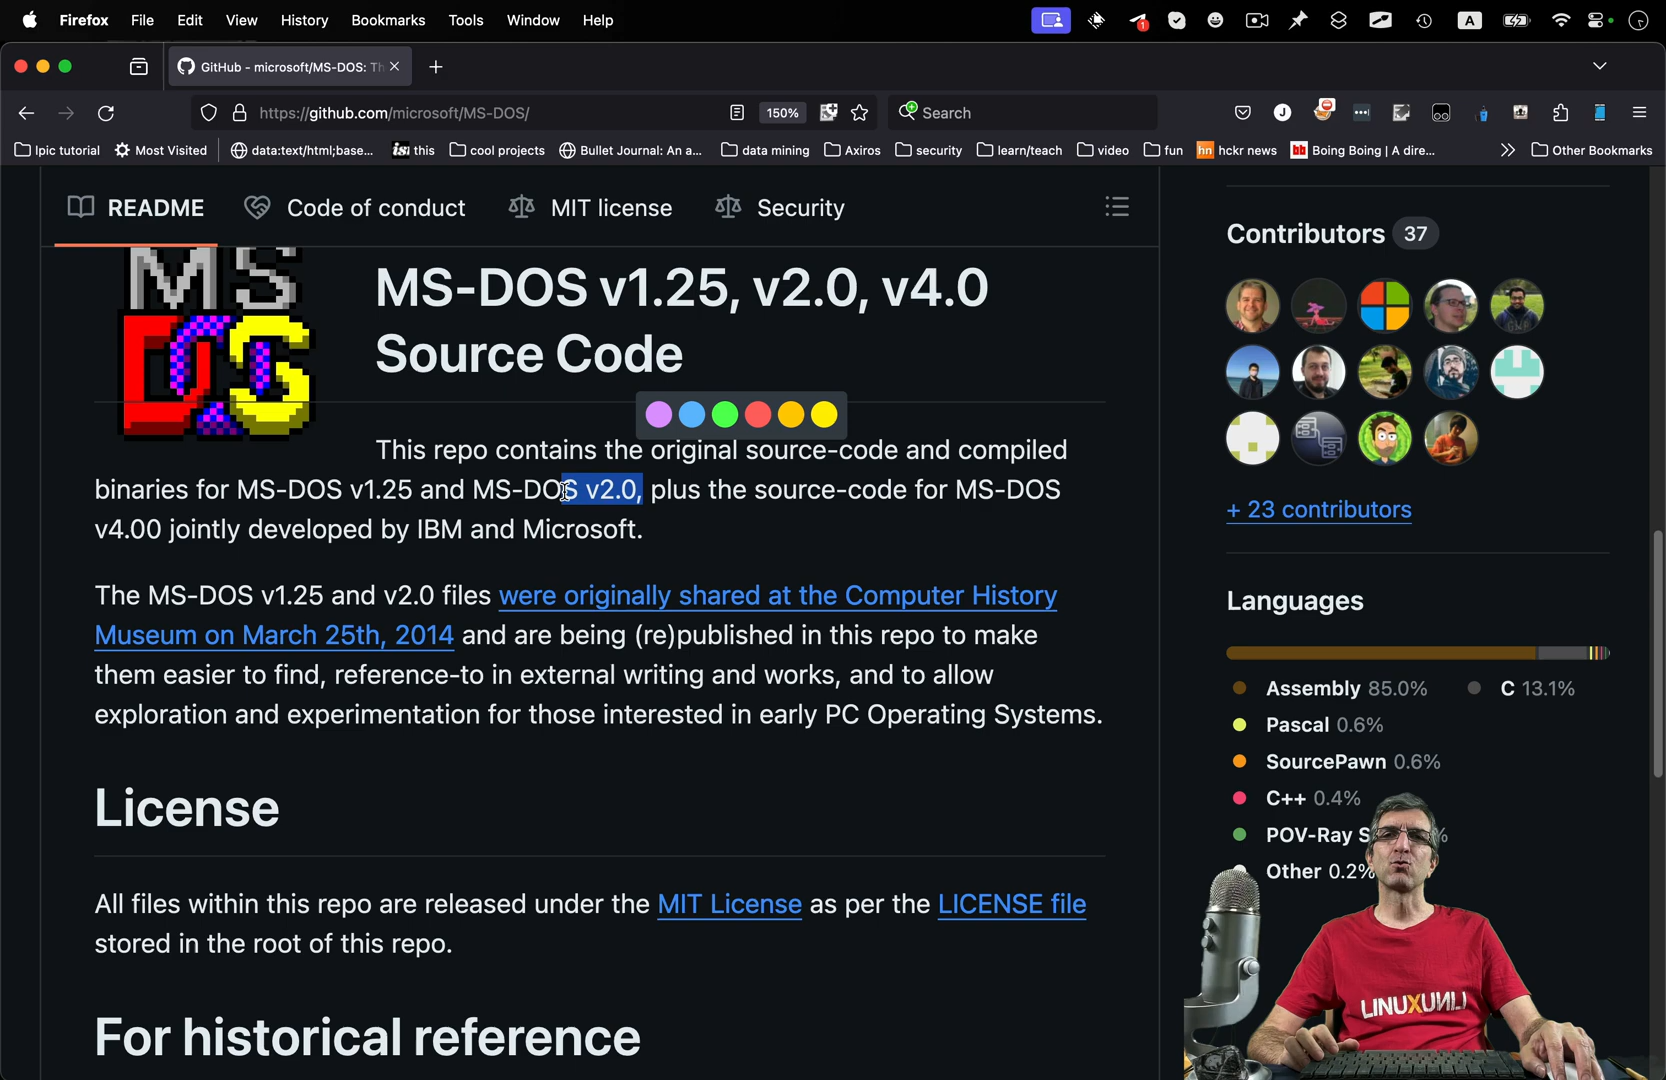 Firefox File Edit View History Bookmarks Tools Window Help
1
A
GitHub - microsoft/MS-DOS: Th
https://github.com/microsoft/MS-DOS/
150%
Search
J
Ipic tutorial
Most Visited
data:text/html;base...
this
cool projects
Bullet Journal: An a...
data mining
Axiros
security
learn/teach
video
fun
hn hckr news
bb Boing Boing | A dire...
Other Bookmarks
README
Code of conduct
MIT license
Security
MS
DOS
MS-DOS v1.25, v2.0, v4.0
Source Code
This repo contains the original source-code and compiled
binaries for MS-DOS v1.25 and MS-DOS v2.0, plus the source-code for MS-DOS
v4.00 jointly developed by IBM and Microsoft.
The MS-DOS v1.25 and v2.0 files were originally shared at the Computer History
Museum on March 25th, 2014 and are being (re)published in this repo to make
them easier to find, reference-to in external writing and works, and to allow
exploration and experimentation for those interested in early PC Operating Systems.
License
All files within this repo are released under the MIT License as per the LICENSE file
stored in the root of this repo.
For historical reference
Contributors 37
+ 23 contributors
Languages
Assembly 85.0%
C 13.1%
Pascal 0.6%
SourcePawn 0.6%
C++ 0.4%
POV-Ray S
%
Other 0.2%
LINUX